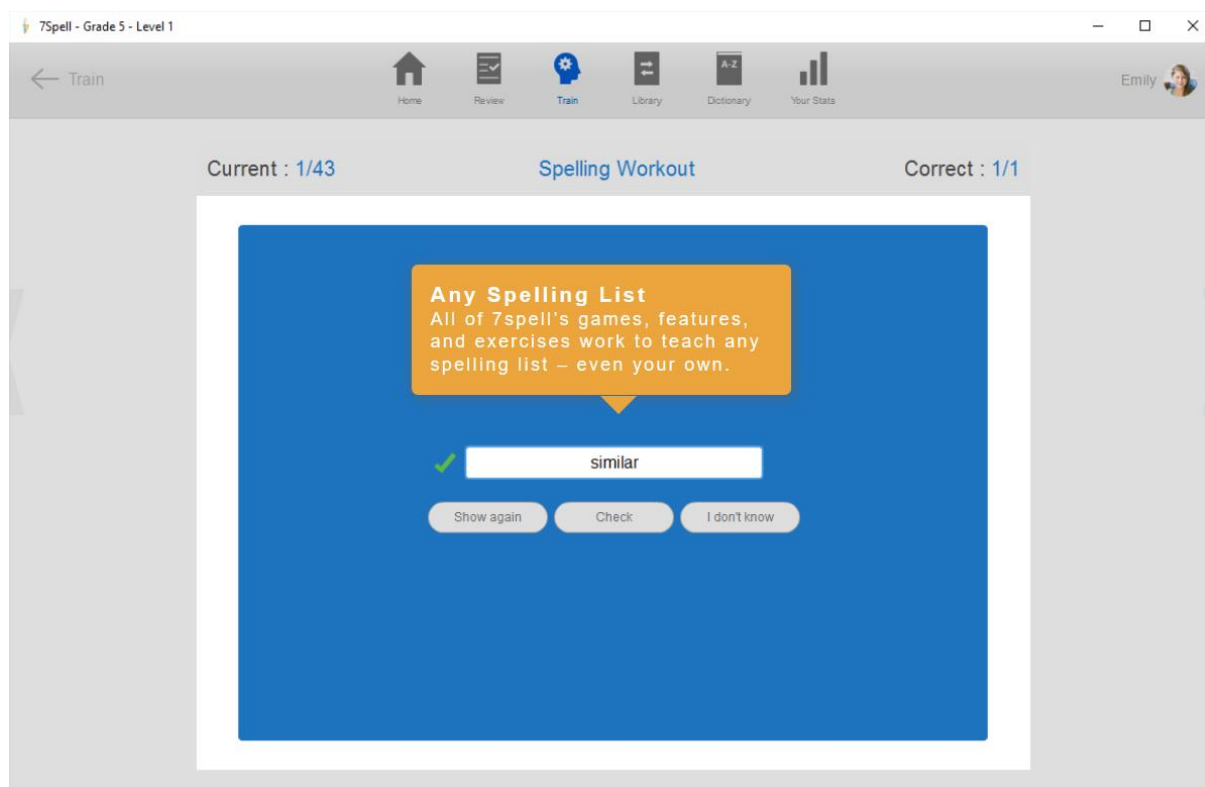 7Spell - Grade 5 - Level 1
Train
Home
Review
Train
Library
A-Z
Dictionary
Your Stats
Emily
Current : 1/43
Spelling Workout
Correct : 1/1
Any Spelling List
All of 7spell's games, features,
and exercises work to teach any
spelling list – even your own.
similar
Show again
Check
I don't know